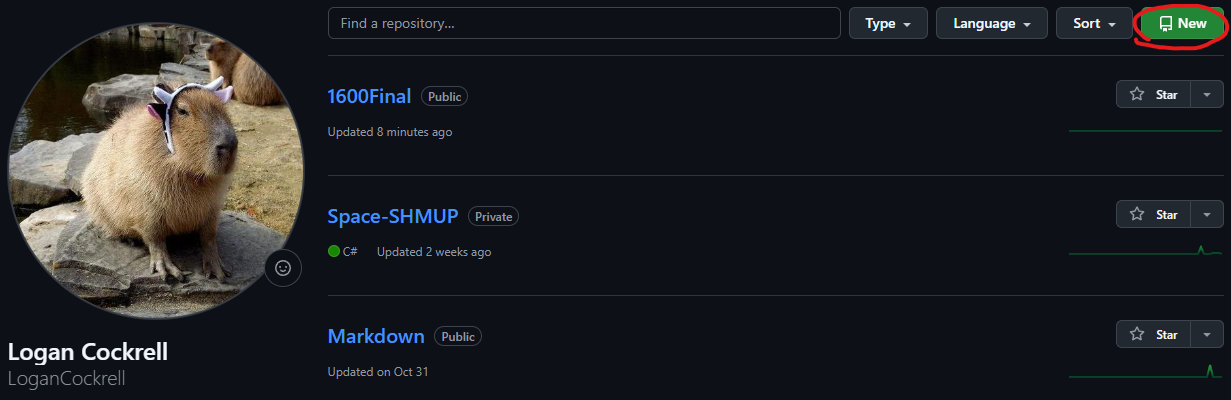 Find a repository...
Type
Language
Sort
New
1600Final
Public
Star
Updated 8 minutes ago
Space-SHMUP
Private
Star
C#
Updated 2 weeks ago
Markdown
Public
Star
Updated on Oct 31
Logan Cockrell
LoganCockrell